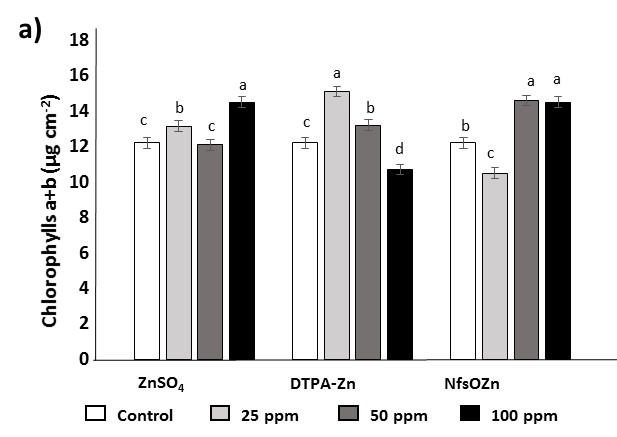 a)
Chlorophylls a+b (µg cm-2)
18
16
14
12
10
8
6
4
2
0
c b c a
c a b d
b c a a
ZnSO4 DTPA-Zn NfsOZn
Control 25 ppm 50 ppm 100 ppm